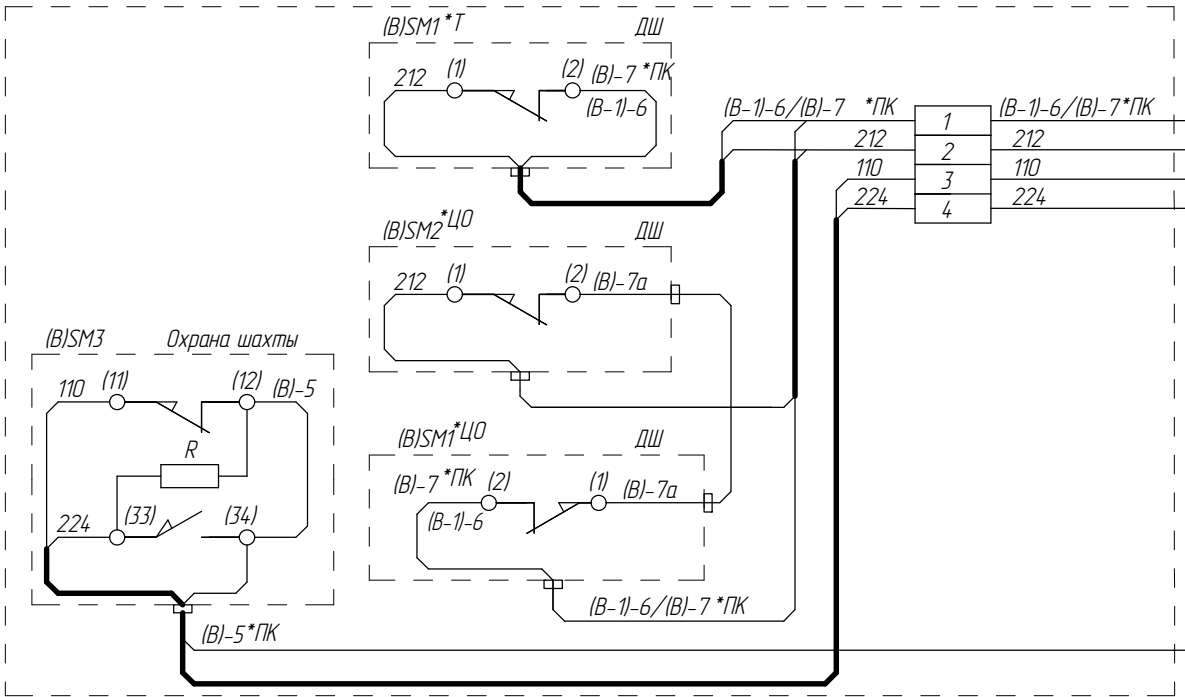 (В)SM1*Т ДШ
212 (1) (2) (В)-7 *ПК
(В-1)-6
(В-1)-6/(В)-7 *ПК 1 (В-1)-6/(В)-7*ПК
212 2 212
110 3 110
224 4 224
(В)SM2*ЦО ДШ
212 (1) (2) (В)-7а
(В)SM3 Охрана шахты
110 (11) (12) (В)-5
R
224 (33) (34)
(В)SM1*ЦО ДШ
(В)-7 *ПК (2) (1) (В)-7а
(В-1)-6
(В-1)-6/(В)-7 *ПК
(В)-5*ПК